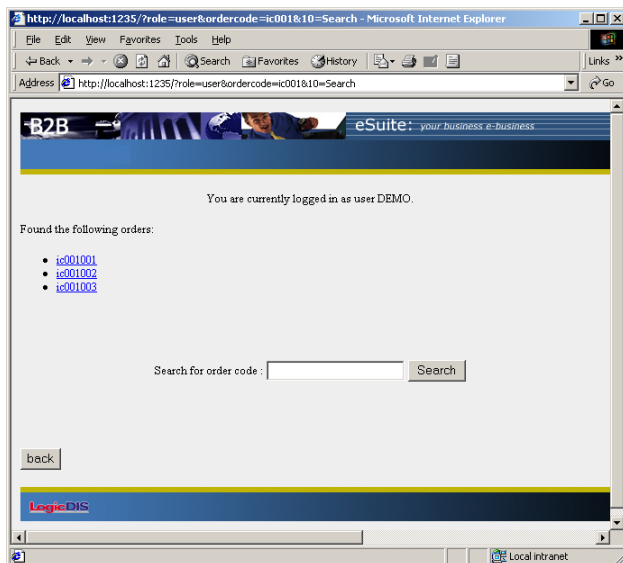 http://localhost:1235/?role=user&ordercode=ic001&10=Search - Microsoft Internet Explorer
File Edit View Favorites Tools Help
Back Search Favorites History Links »
Address http://localhost:1235/?role=user&ordercode=ic001&10=Search Go
B2B eSuite: your business e-business
You are currently logged in as user DEMO.
Found the following orders:
ic001001
ic001002
ic001003
Search for order code : Search
back
LogicDIS
Local intranet